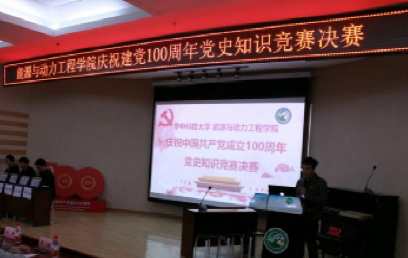 能源与动力工程学院庆祝建党100周年党史知识竞赛决赛
华中科技大学 能源与动力工程学院
庆祝中国共产党成立100周年
党史知识竞赛决赛